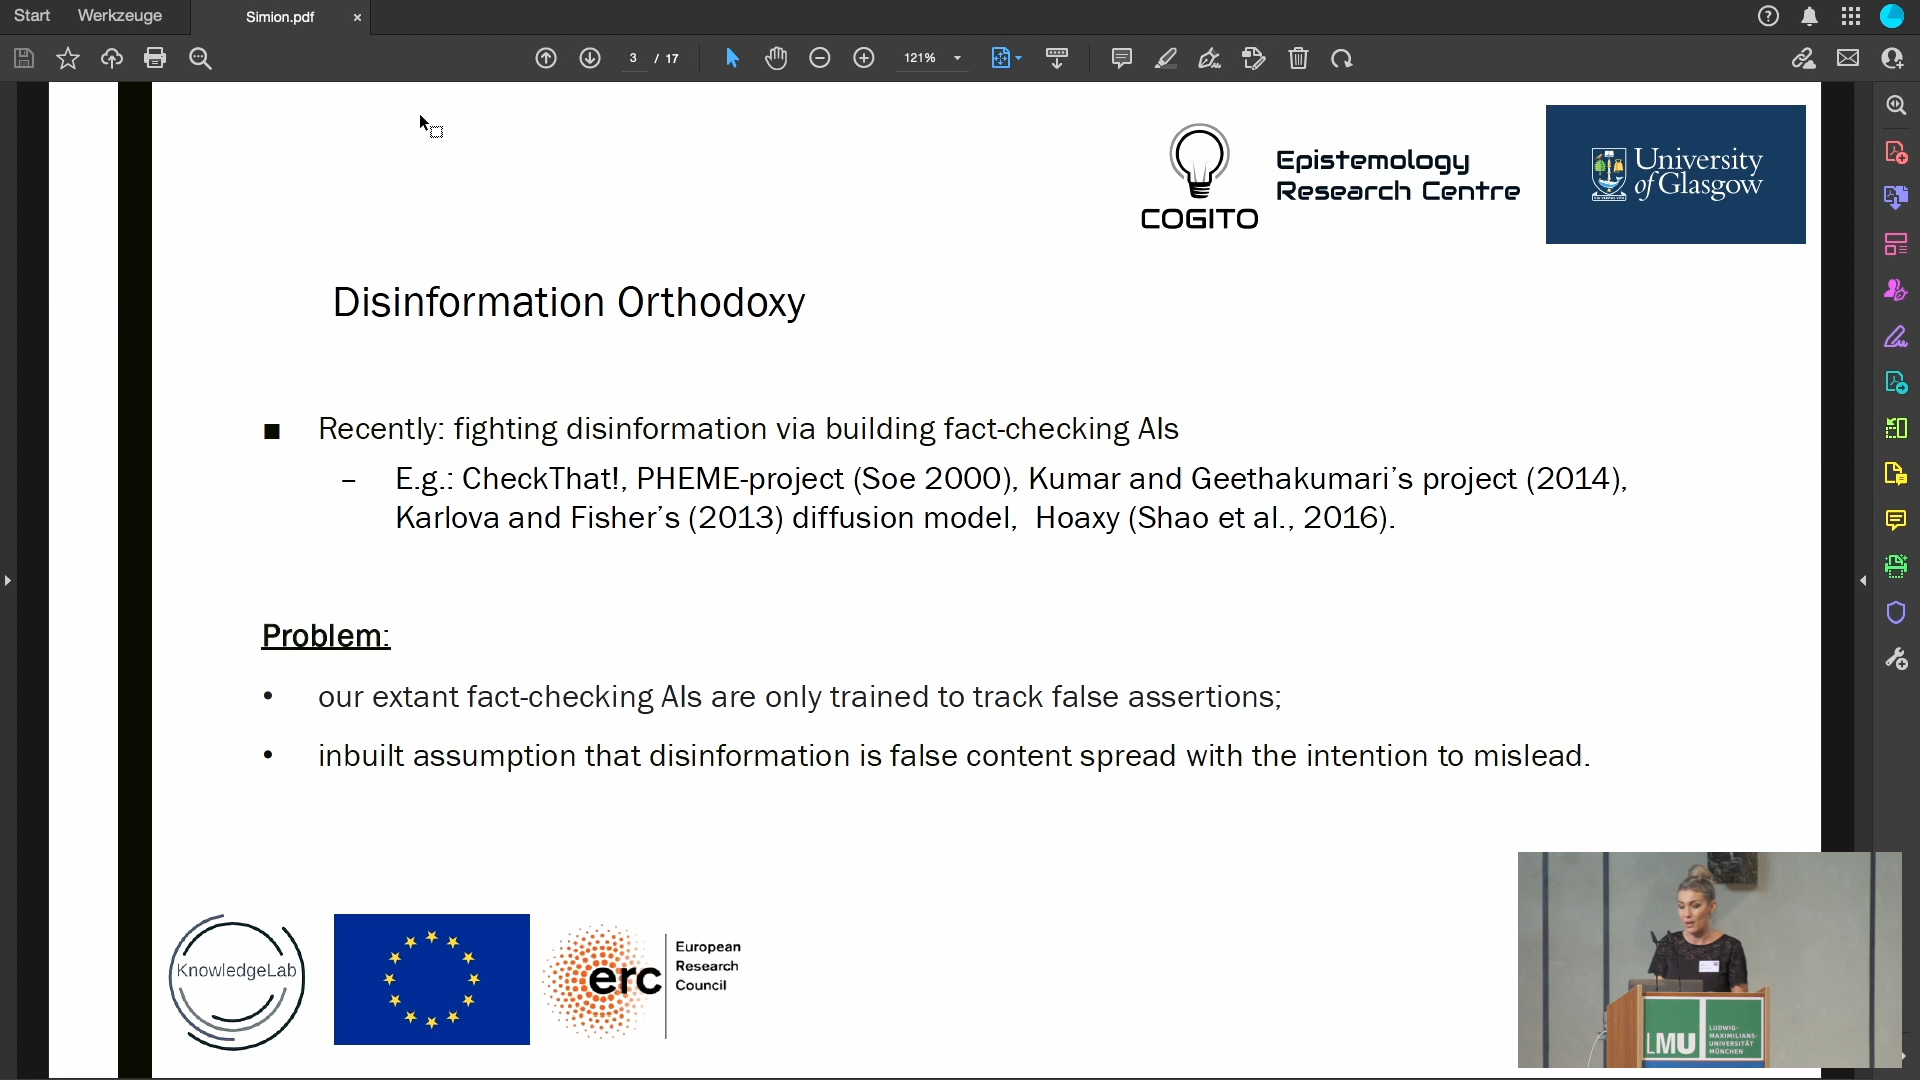 Start Werkzeuge Simion.pdf ×
3 / 17 121%
COGITO
Epistemology
Research Centre
University
of Glasgow
Disinformation Orthodoxy
■ Recently: fighting disinformation via building fact-checking AIs
– E.g.: CheckThat!, PHEME-project (Soe 2000), Kumar and Geethakumari’s project (2014),
Karlova and Fisher’s (2013) diffusion model, Hoaxy (Shao et al., 2016).
Problem:
• our extant fact-checking AIs are only trained to track false assertions;
• inbuilt assumption that disinformation is false content spread with the intention to mislead.
KnowledgeLab
erc
European
Research
Council
LMU
LUDWIG-
MAXIMILIANS-
UNIVERSITÄT
MÜNCHEN